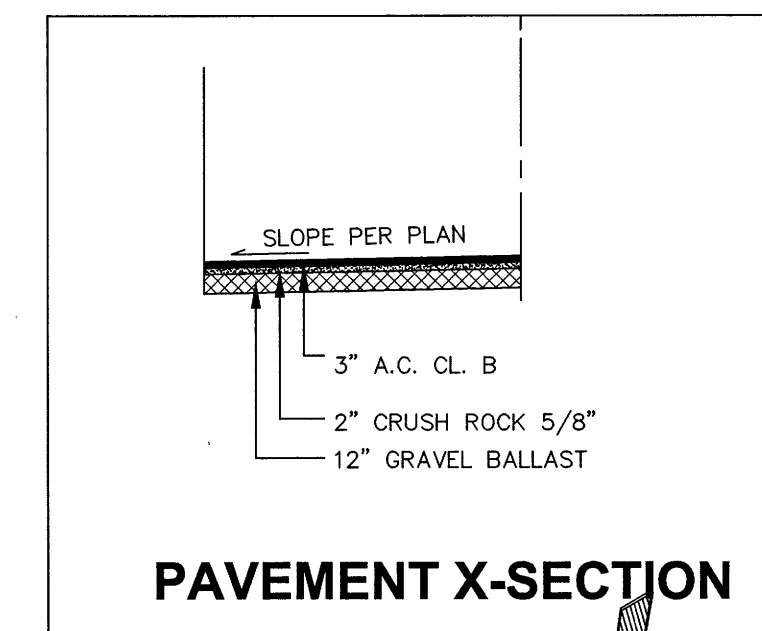 SLOPE PER PLAN
3" A.C. CL. B
2" CRUSH ROCK 5/8"
12" GRAVEL BALLAST
PAVEMENT X-SECTION